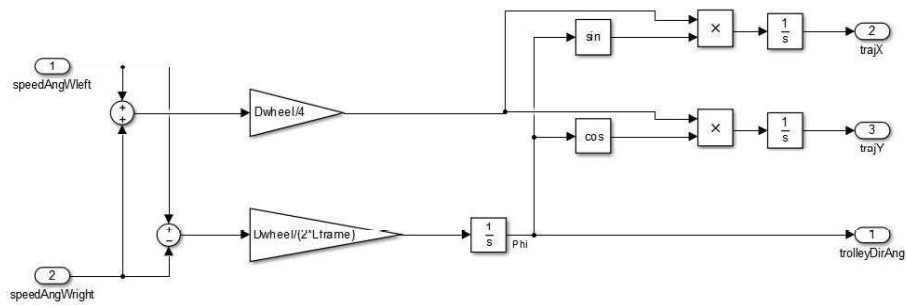 sin
×
1
s
2
trajX
1
speedAngWleft
+
+
Dwheel/4
cos
×
1
s
3
trajY
+
−
Dwheel/(2*Lframe)
1
s
Phi
1
trolleyDirAng
2
speedAngWright